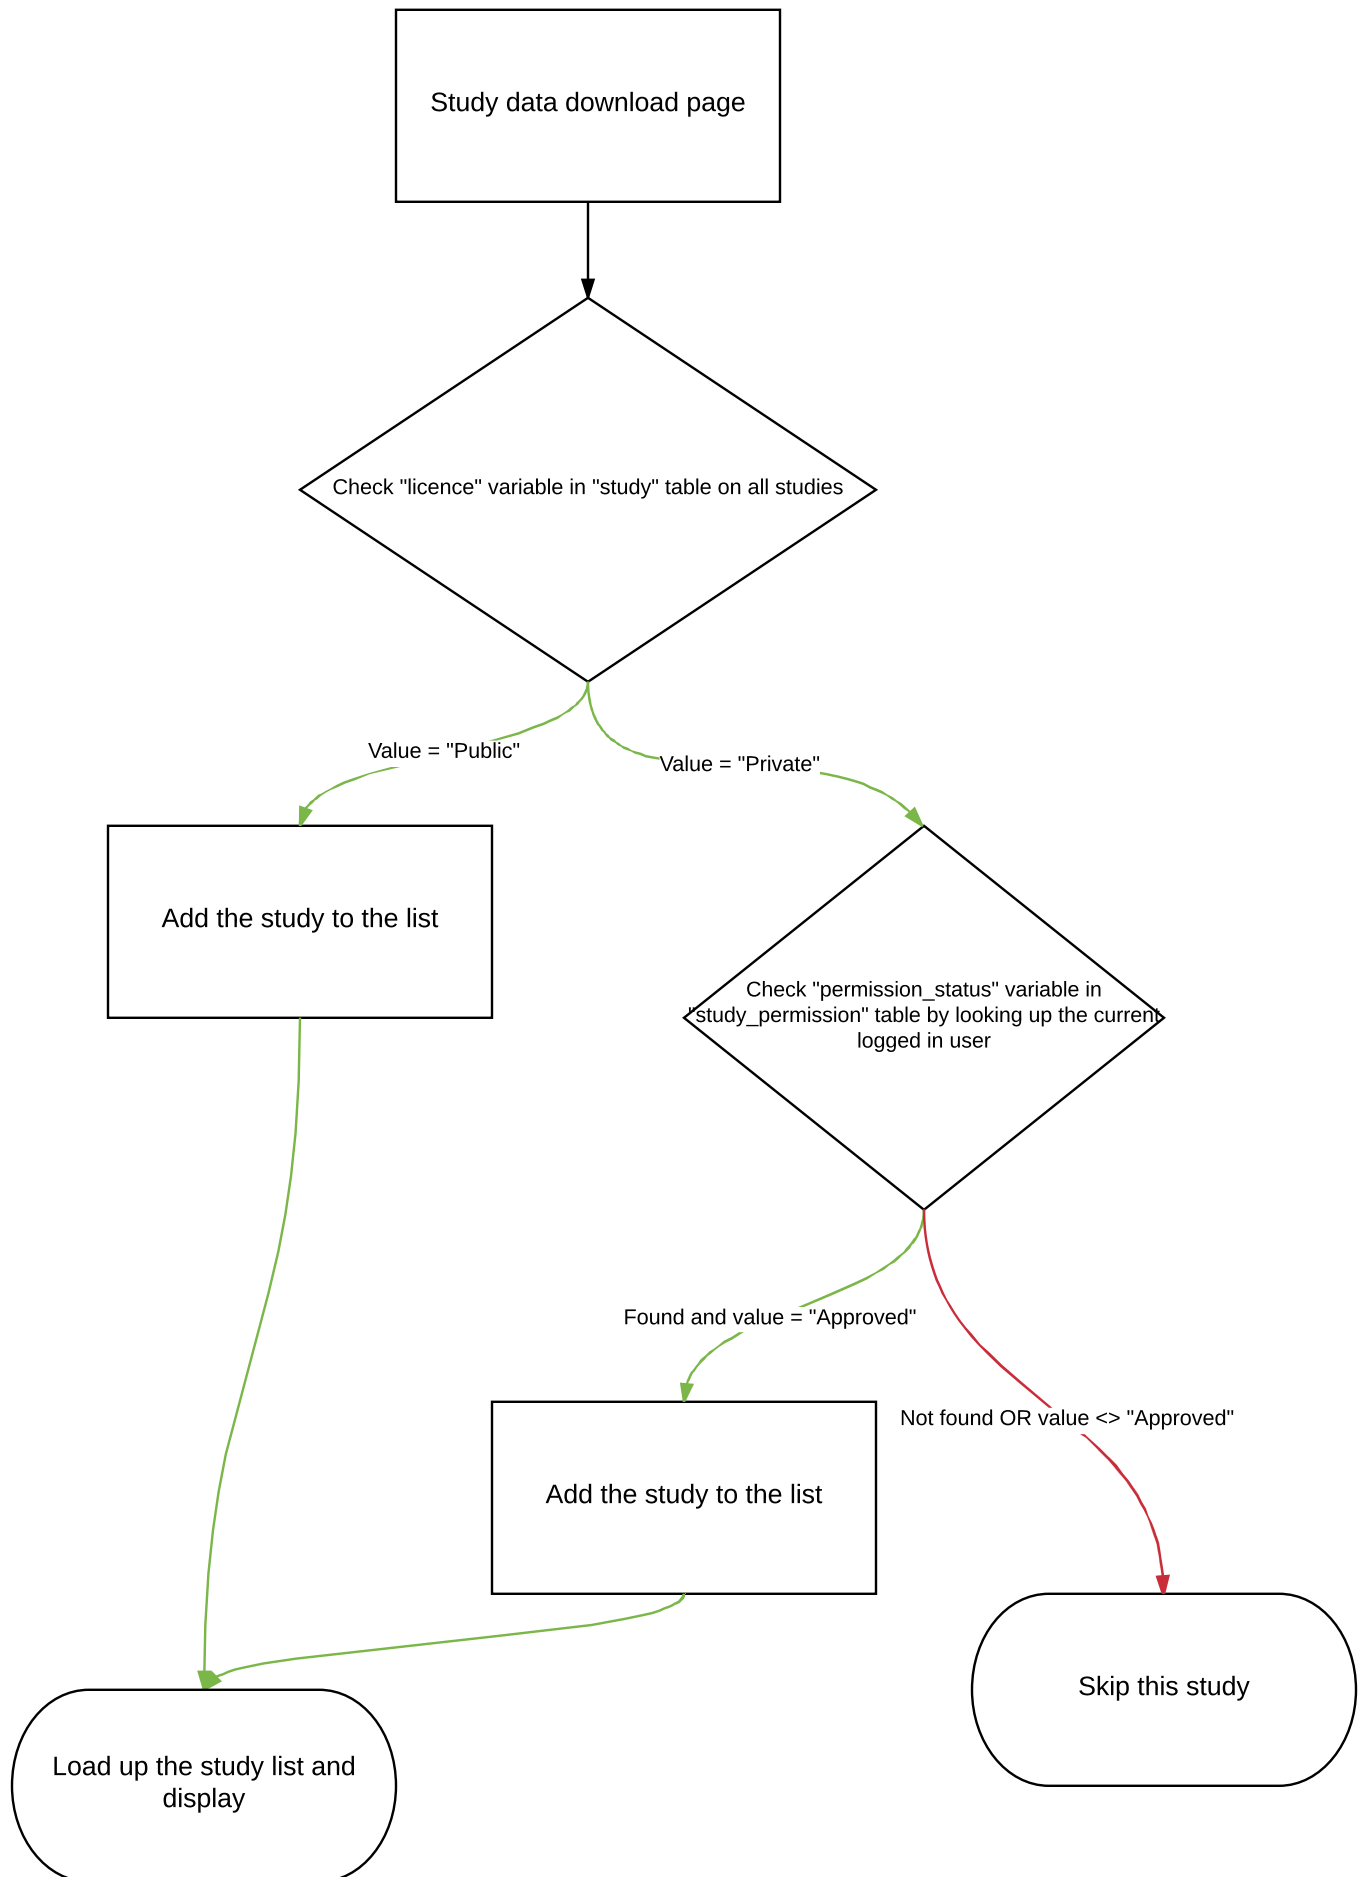 Study data download page
Check "licence" variable in "study" table on all studies
Value = "Public"
Value = "Private"
Add the study to the list
Check "permission_status" variable in
"study_permission" table by looking up the current
logged in user
Found and value = "Approved"
Not found OR value <> "Approved"
Add the study to the list
Skip this study
Load up the study list and
display